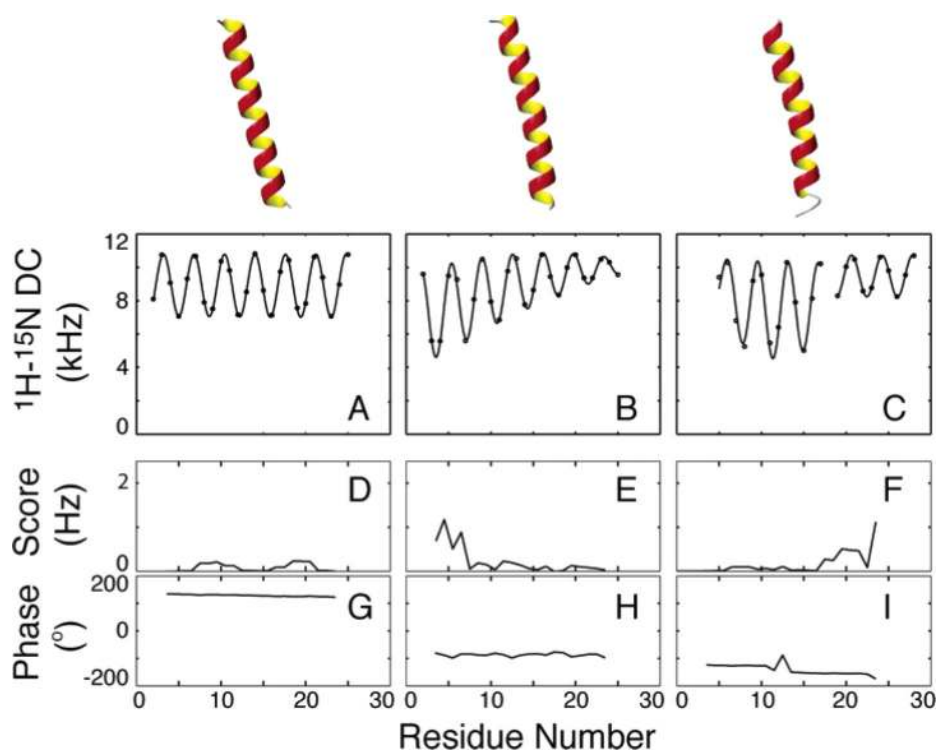 12
8
4
0
¹H-¹⁵N DC
(kHz)
A
B
C
2
0
Score
(Hz)
D
E
F
200
0
-200
Phase
(°)
G
H
I
0 10 20 30 0 10 20 30 0 10 20 30
Residue Number